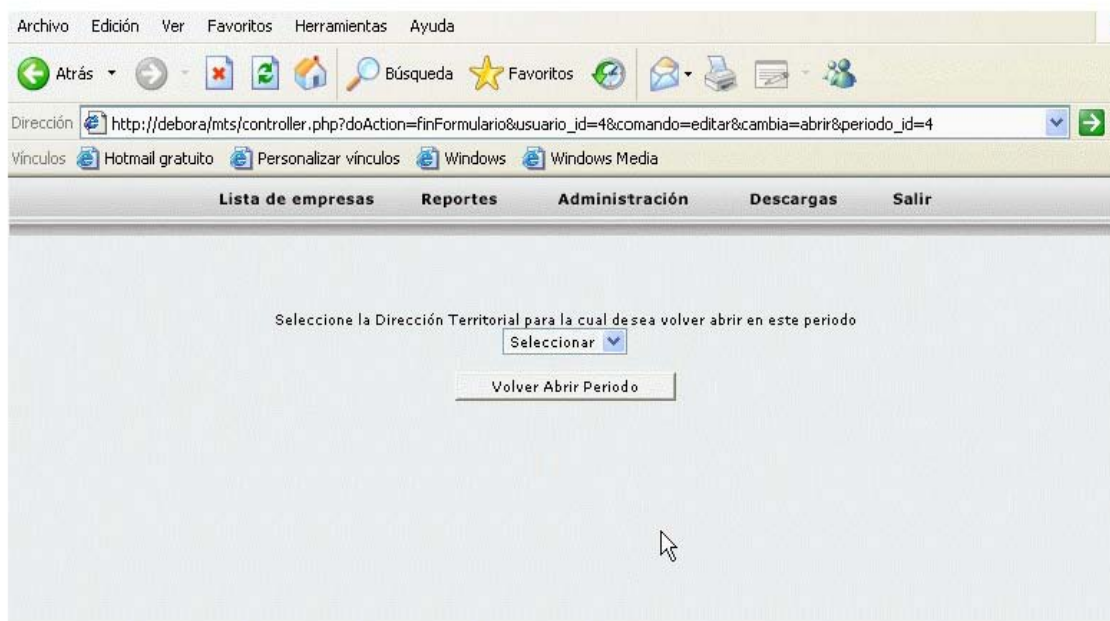 Archivo Edición Ver Favoritos Herramientas Ayuda
Atrás Búsqueda Favoritos
Dirección http://debora/mts/controller.php?doAction=finFormulario&usuario_id=4&comando=editar&cambia=abrir&periodo_id=4
Vínculos Hotmail gratuito Personalizar vínculos Windows Windows Media
Lista de empresas Reportes Administración Descargas Salir
Seleccione la Dirección Territorial para la cual desea volver abrir en este periodo
Seleccionar
Volver Abrir Periodo